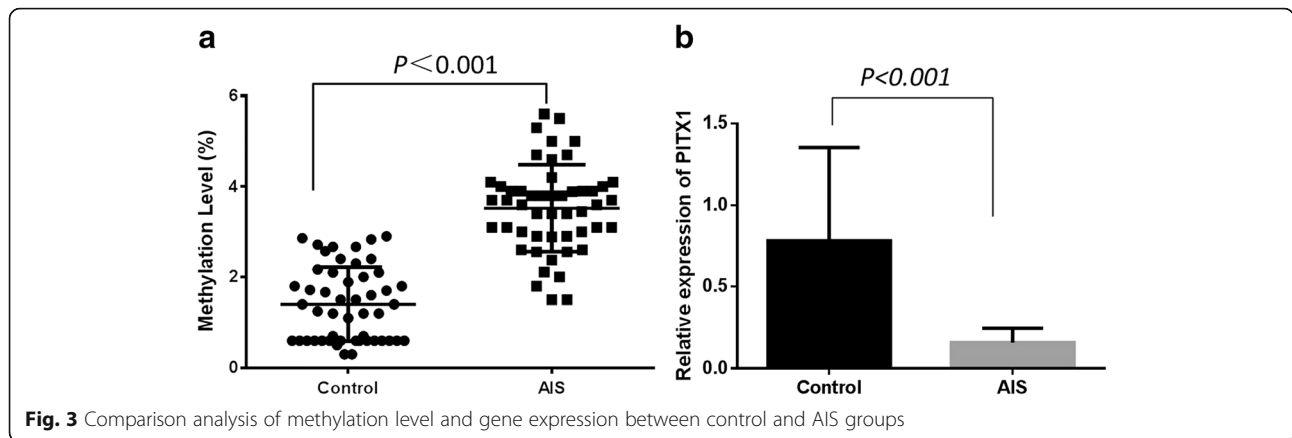 a
P<0.001
Methylation Level (%)
6
4
2
0
Control
AIS
b
P<0.001
Relative expression of PITX1
1.5
1.0
0.5
0.0
Control
AIS
Fig. 3 Comparison analysis of methylation level and gene expression between control and AIS groups